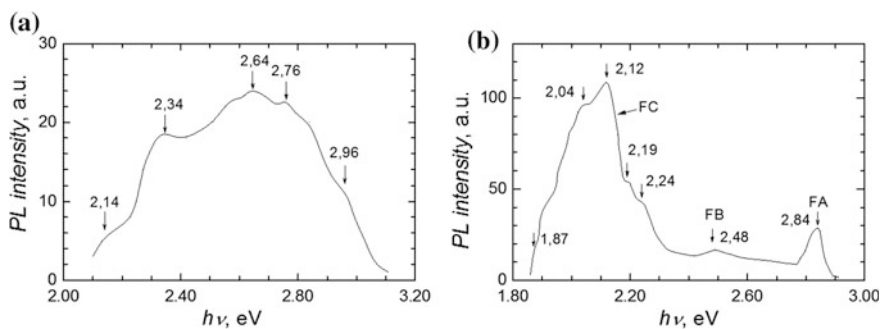 (a)
PL intensity, a.u.
30
20
10
0
2,14
2,34
2,64
2,76
2,96
2.00 2.40 2.80 3.20
hν, eV
(b)
PL intensity, a.u.
100
50
0
1,87
2,04
2,12
FC
2,19
2,24
FB
2,48
2,84
FA
1.80 2.20 2.60 3.00
hν, eV